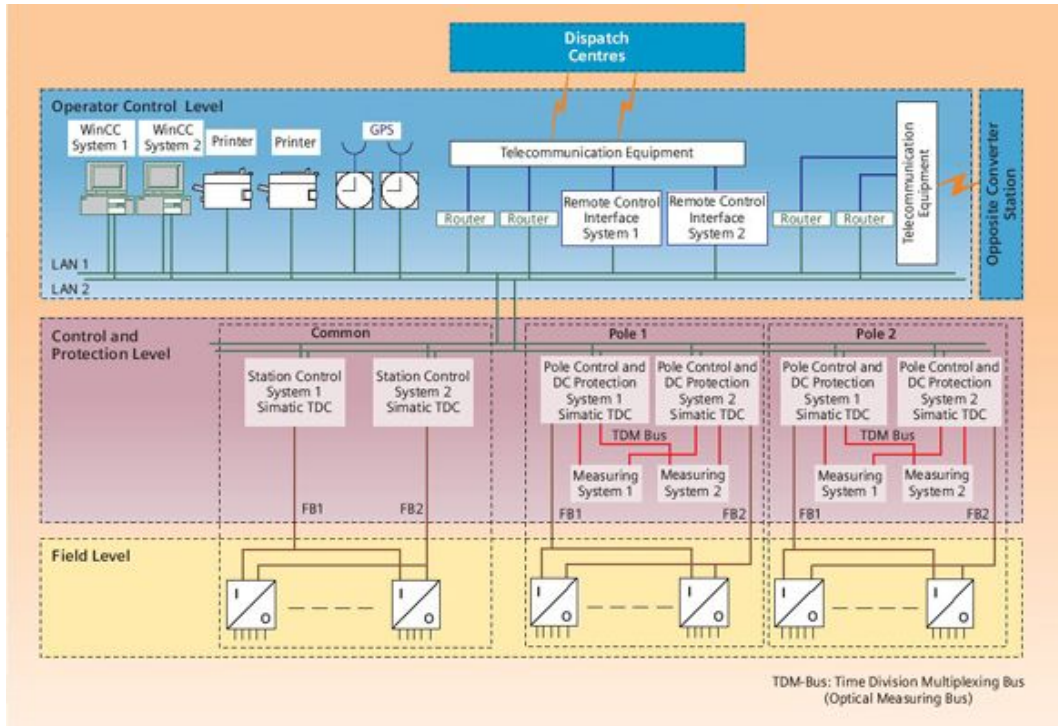 Dispatch
Centres
Operator Control Level
WinCC
System 1
WinCC
System 2
Printer
Printer
GPS
Telecommunication Equipment
Router
Router
Remote Control
Interface
System 1
Remote Control
Interface
System 2
Router
Router
Telecommunication
Equipment
Opposite Converter
Station
LAN 1
LAN 2
Control and
Protection Level
Common
Pole 1
Pole 2
Station Control
System 1
Simatic TDC
Station Control
System 2
Simatic TDC
Pole Control and
DC Protection
System 1
Simatic TDC
Pole Control and
DC Protection
System 2
Simatic TDC
Pole Control and
DC Protection
System 1
Simatic TDC
Pole Control and
DC Protection
System 2
Simatic TDC
TDM Bus
TDM Bus
Measuring
System 1
Measuring
System 2
Measuring
System 1
Measuring
System 2
FB1
FB2
FB1
FB2
FB1
FB2
Field Level
I
O
I
O
I
O
I
O
I
O
I
O
TDM-Bus: Time Division Multiplexing Bus
(Optical Measuring Bus)